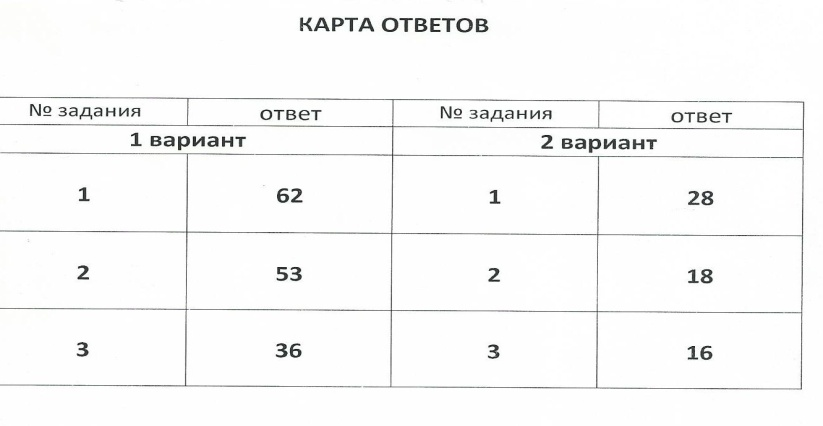 КАРТА ОТВЕТОВ
№ задания ответ № задания ответ
1 вариант 2 вариант
1 62 1 28
2 53 2 18
3 36 3 16